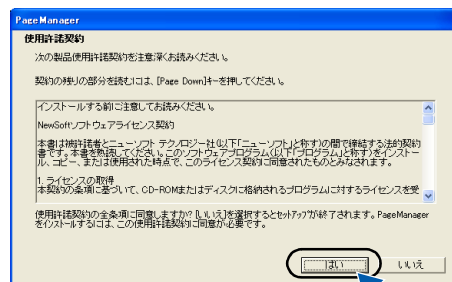 PageManager
使用許諾契約
次の製品使用許諾契約を注意深くお読みください。
契約の残りの部分を読むには、[Page Down]キーを押してください。
インストールする前に注意してお読みください。
NewSoftソフトウェアライセンス契約
本書は被許諾者とニューソフト テクノロジー社(以下「ニューソフト」と称す)の間で締結する法的契約
書です。本書を熟読してください。このソフトウェアプログラム(以下「プログラム」と称す)をインストー
ル、コピー、または使用された時点で、このライセンス契約に同意されたものとみなされます。
1. ライセンスの取得
本契約の条項に基づいて、CD-ROMまたはディスクに格納されるプログラムに対するライセンスを受
使用許諾契約の全条項に同意しますか? [いいえ]を選択するとセットアップが終了されます。PageManager
をインストールするには、この使用許諾契約に同意が必要です。
はい
いいえ